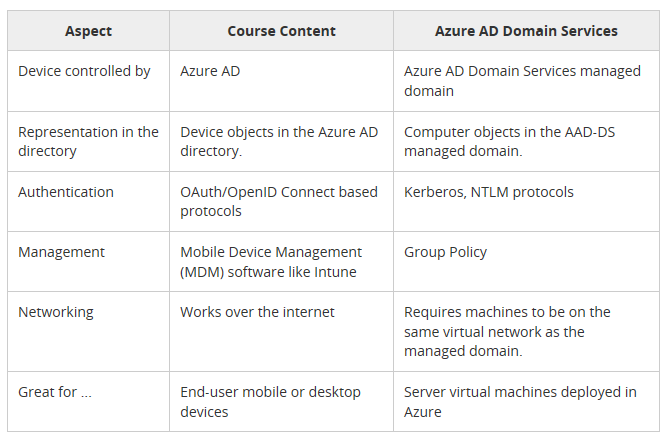 Aspect
Course Content
Azure AD Domain Services
Device controlled by
Azure AD
Azure AD Domain Services managed
domain
Representation in the
directory
Device objects in the Azure AD
directory.
Computer objects in the AAD-DS
managed domain.
Authentication
OAuth/OpenID Connect based
protocols
Kerberos, NTLM protocols
Management
Mobile Device Management
(MDM) software like Intune
Group Policy
Networking
Works over the internet
Requires machines to be on the
same virtual network as the
managed domain.
Great for ...
End-user mobile or desktop
devices
Server virtual machines deployed in
Azure